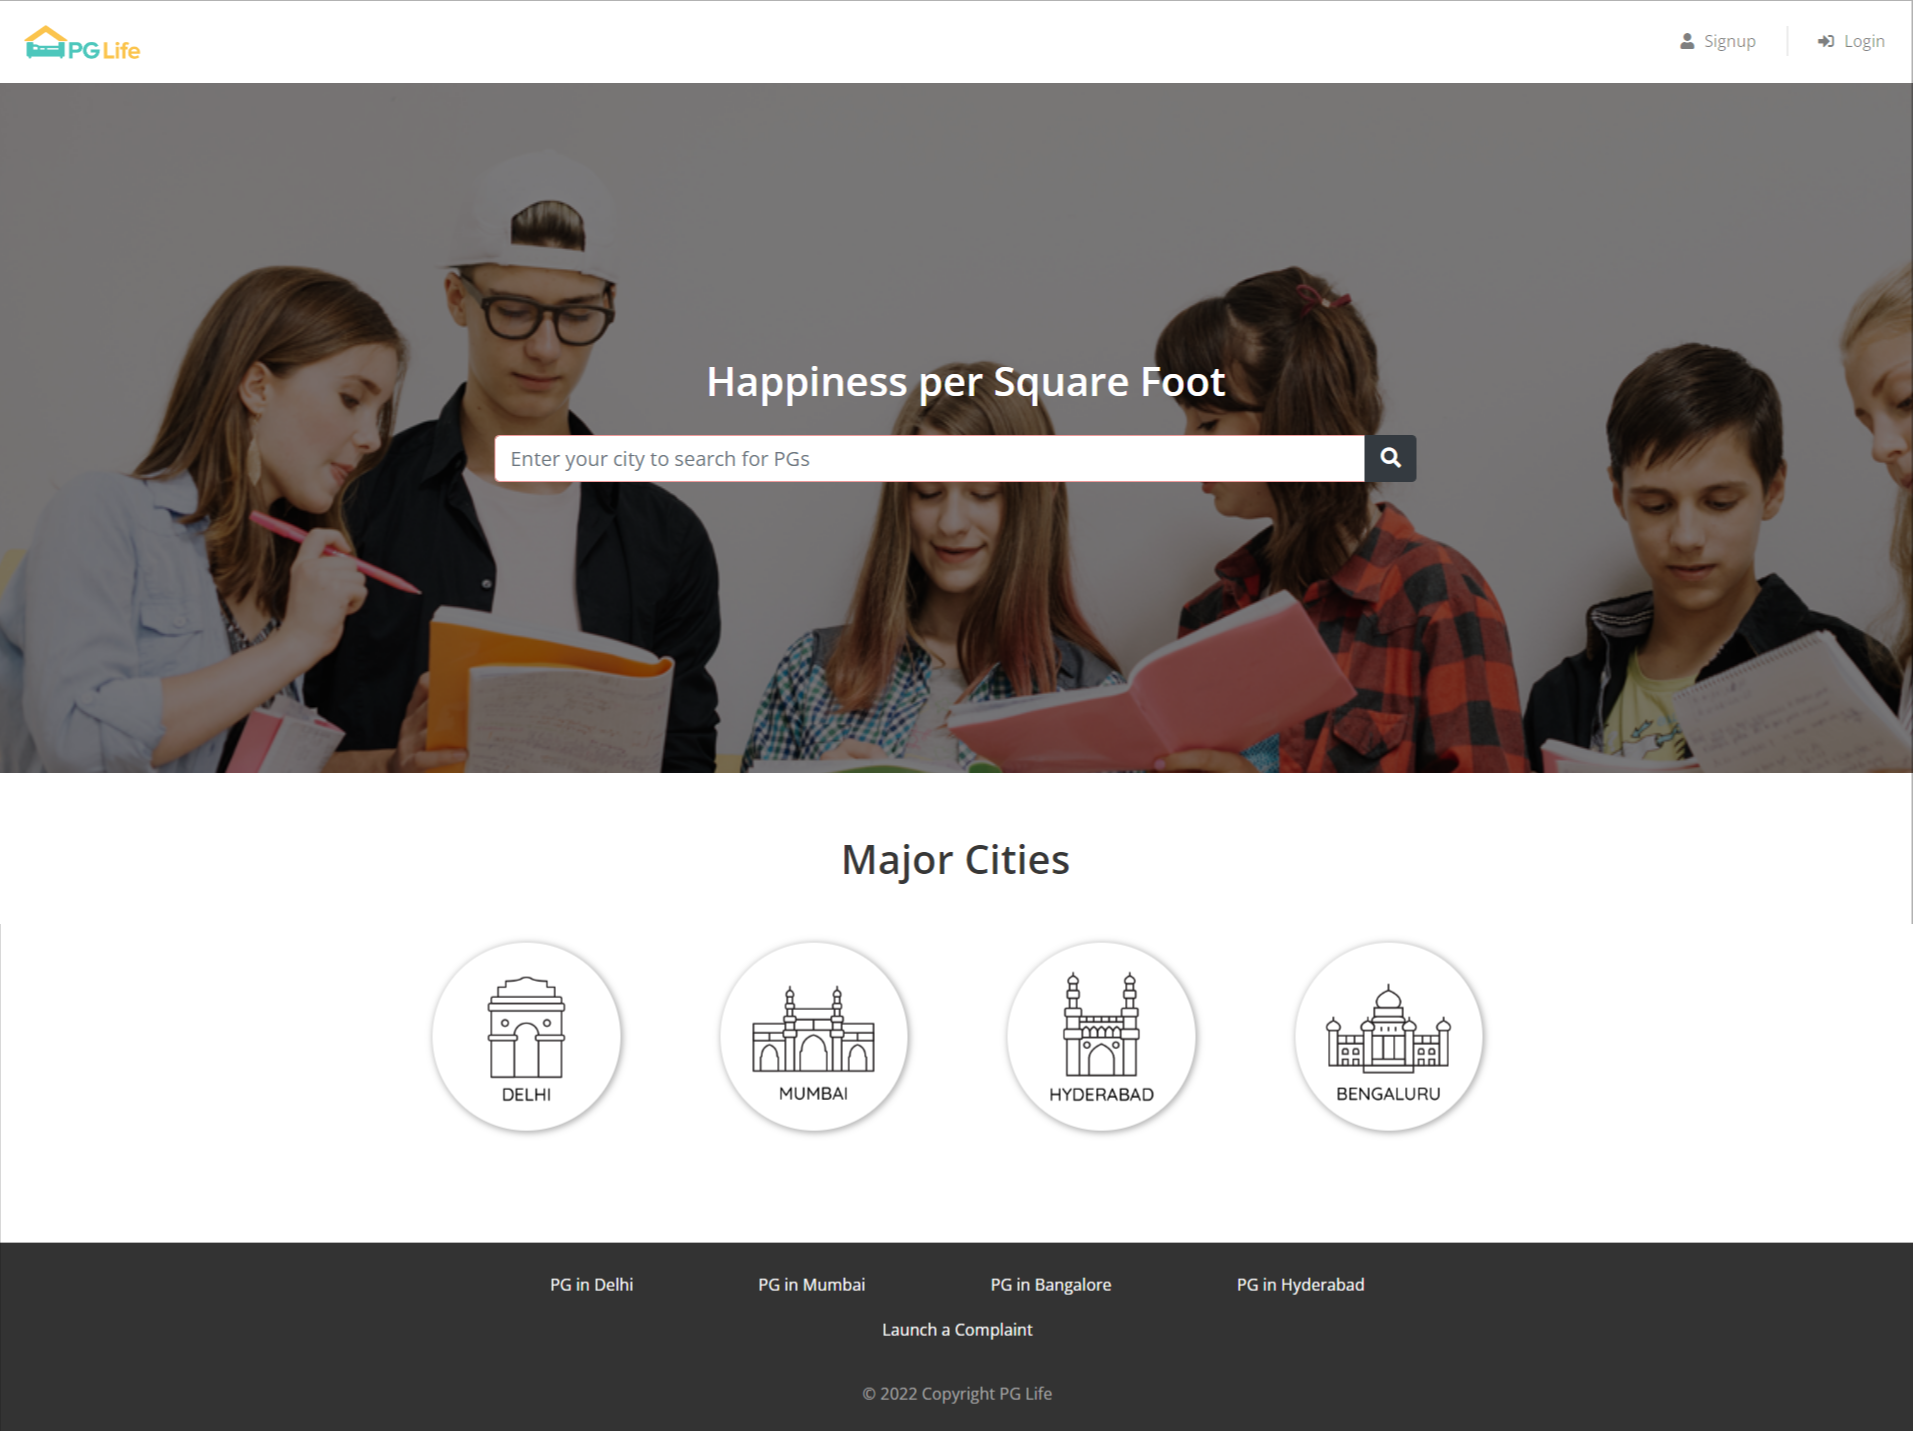 PG Life
Signup
Login
Happiness per Square Foot
Enter your city to search for PGs
Major Cities
DELHI
MUMBAI
HYDERABAD
BENGALURU
PG in Delhi
PG in Mumbai
PG in Bangalore
PG in Hyderabad
Launch a Complaint
© 2022 Copyright PG Life